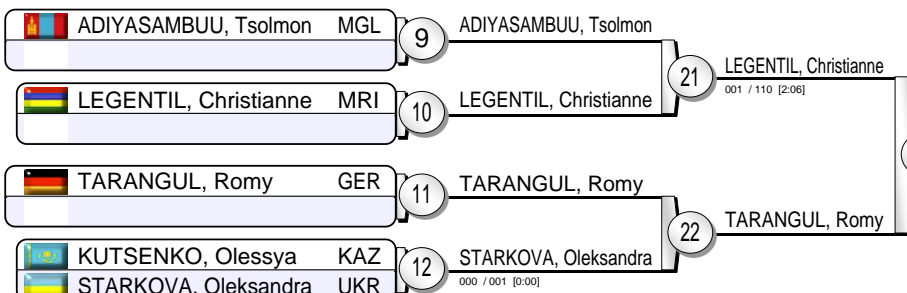 ADIYASAMBUU, Tsolmon MGL
9
ADIYASAMBUU, Tsolmon
21
LEGENTIL, Christianne
001 / 110 [2:06]
LEGENTIL, Christianne MRI
10
LEGENTIL, Christianne
TARANGUL, Romy GER
11
TARANGUL, Romy
22
TARANGUL, Romy
KUTSENKO, Olessya KAZ
12
STARKOVA, Oleksandra
000 / 001 [0:00]
STARKOVA, Oleksandra UKR